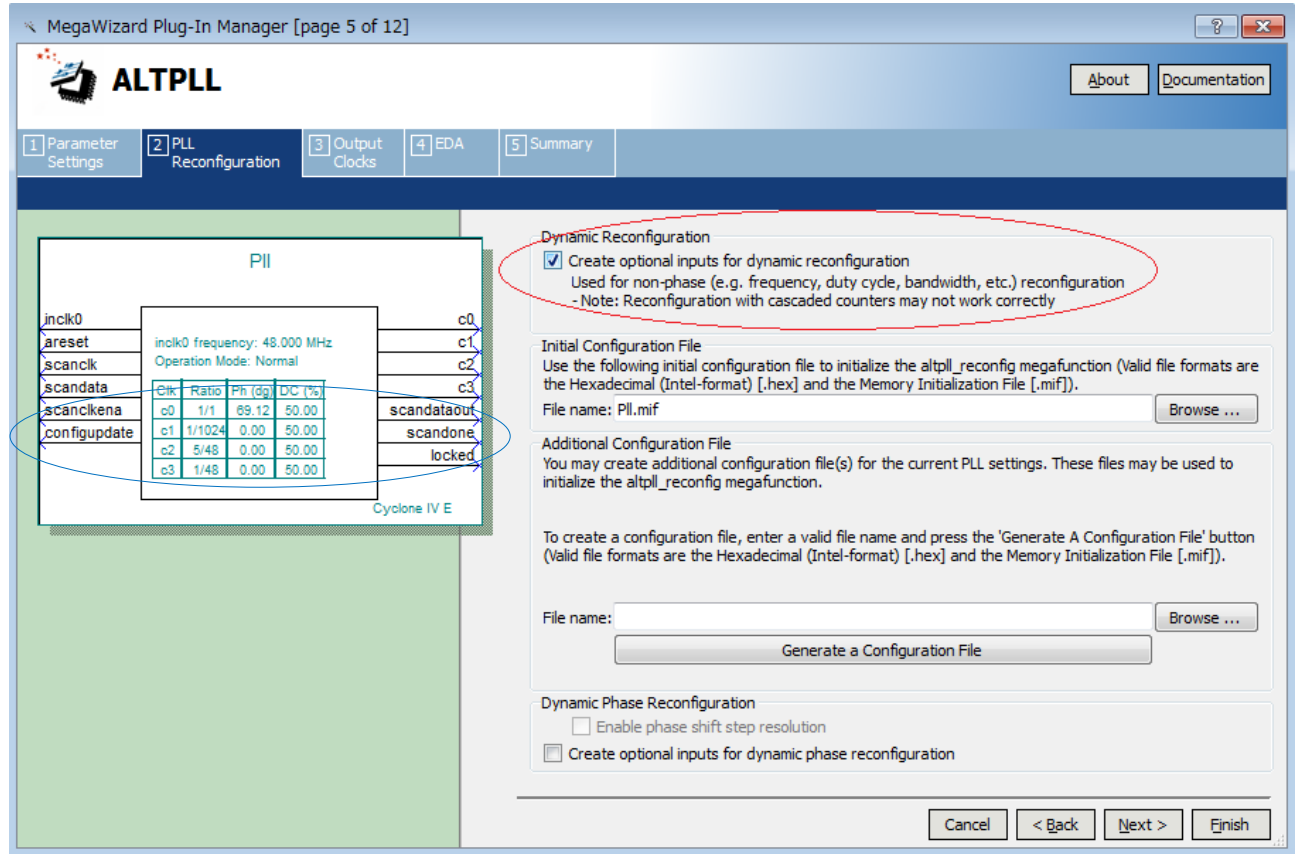 MegaWizard Plug-In Manager [page 5 of 12]
ALTPLL
About
Documentation
1 Parameter Settings
2 PLL Reconfiguration
3 Output Clocks
4 EDA
5 Summary
Pll
inclk0
areset
scanclk
scandata
scanclkena
configupdate
inclk0 frequency: 48.000 MHz
Operation Mode: Normal
Clk Ratio Ph (dg) DC (%)
c0 1/1 69.12 50.00
c1 1/1024 0.00 50.00
c2 5/48 0.00 50.00
c3 1/48 0.00 50.00
c0
c1
c2
c3
scandataout
scandone
locked
Cyclone IV E
Dynamic Reconfiguration
Create optional inputs for dynamic reconfiguration
Used for non-phase (e.g. frequency, duty cycle, bandwidth, etc.) reconfiguration
- Note: Reconfiguration with cascaded counters may not work correctly
Initial Configuration File
Use the following initial configuration file to initialize the altpll_reconfig megafunction (Valid file formats are
the Hexadecimal (Intel-format) [.hex] and the Memory Initialization File [.mif]).
File name: Pll.mif
Browse ...
Additional Configuration File
You may create additional configuration file(s) for the current PLL settings. These files may be used to
initialize the altpll_reconfig megafunction.
To create a configuration file, enter a valid file name and press the 'Generate A Configuration File' button
(Valid file formats are the Hexadecimal (Intel-format) [.hex] and the Memory Initialization File [.mif]).
File name:
Browse ...
Generate a Configuration File
Dynamic Phase Reconfiguration
Enable phase shift step resolution
Create optional inputs for dynamic phase reconfiguration
Cancel
< Back
Next >
Finish